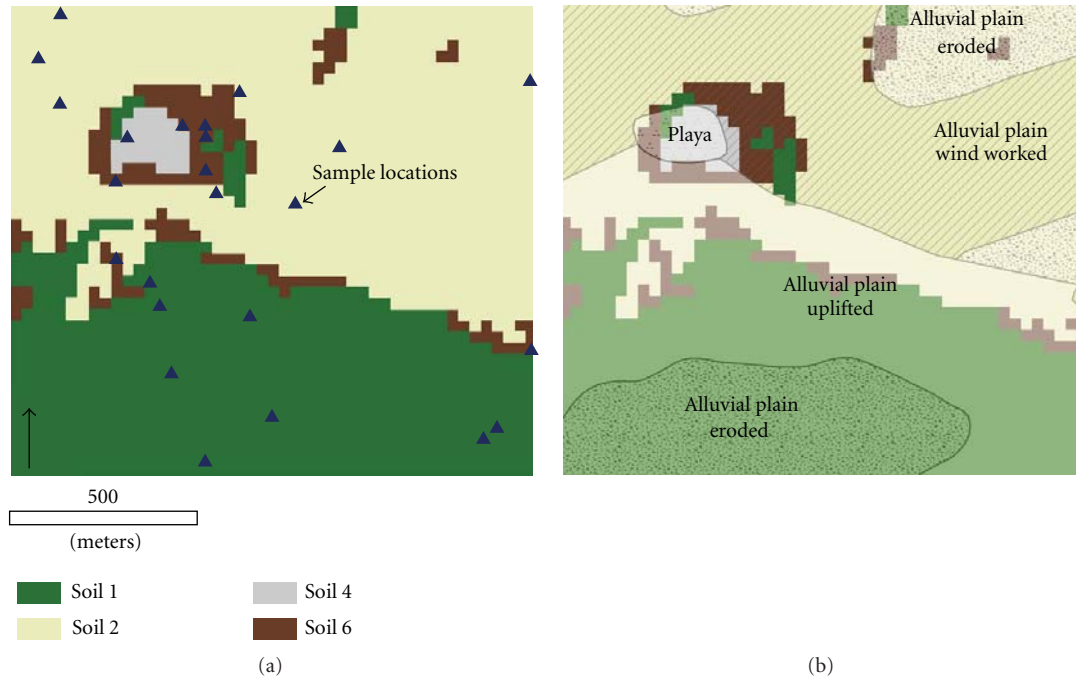 Sample locations
500
(meters)
Soil 1
Soil 2
Soil 4
Soil 6
(a)
Alluvial plain
eroded
Playa
Alluvial plain
wind worked
Alluvial plain
uplifted
Alluvial plain
eroded
(b)